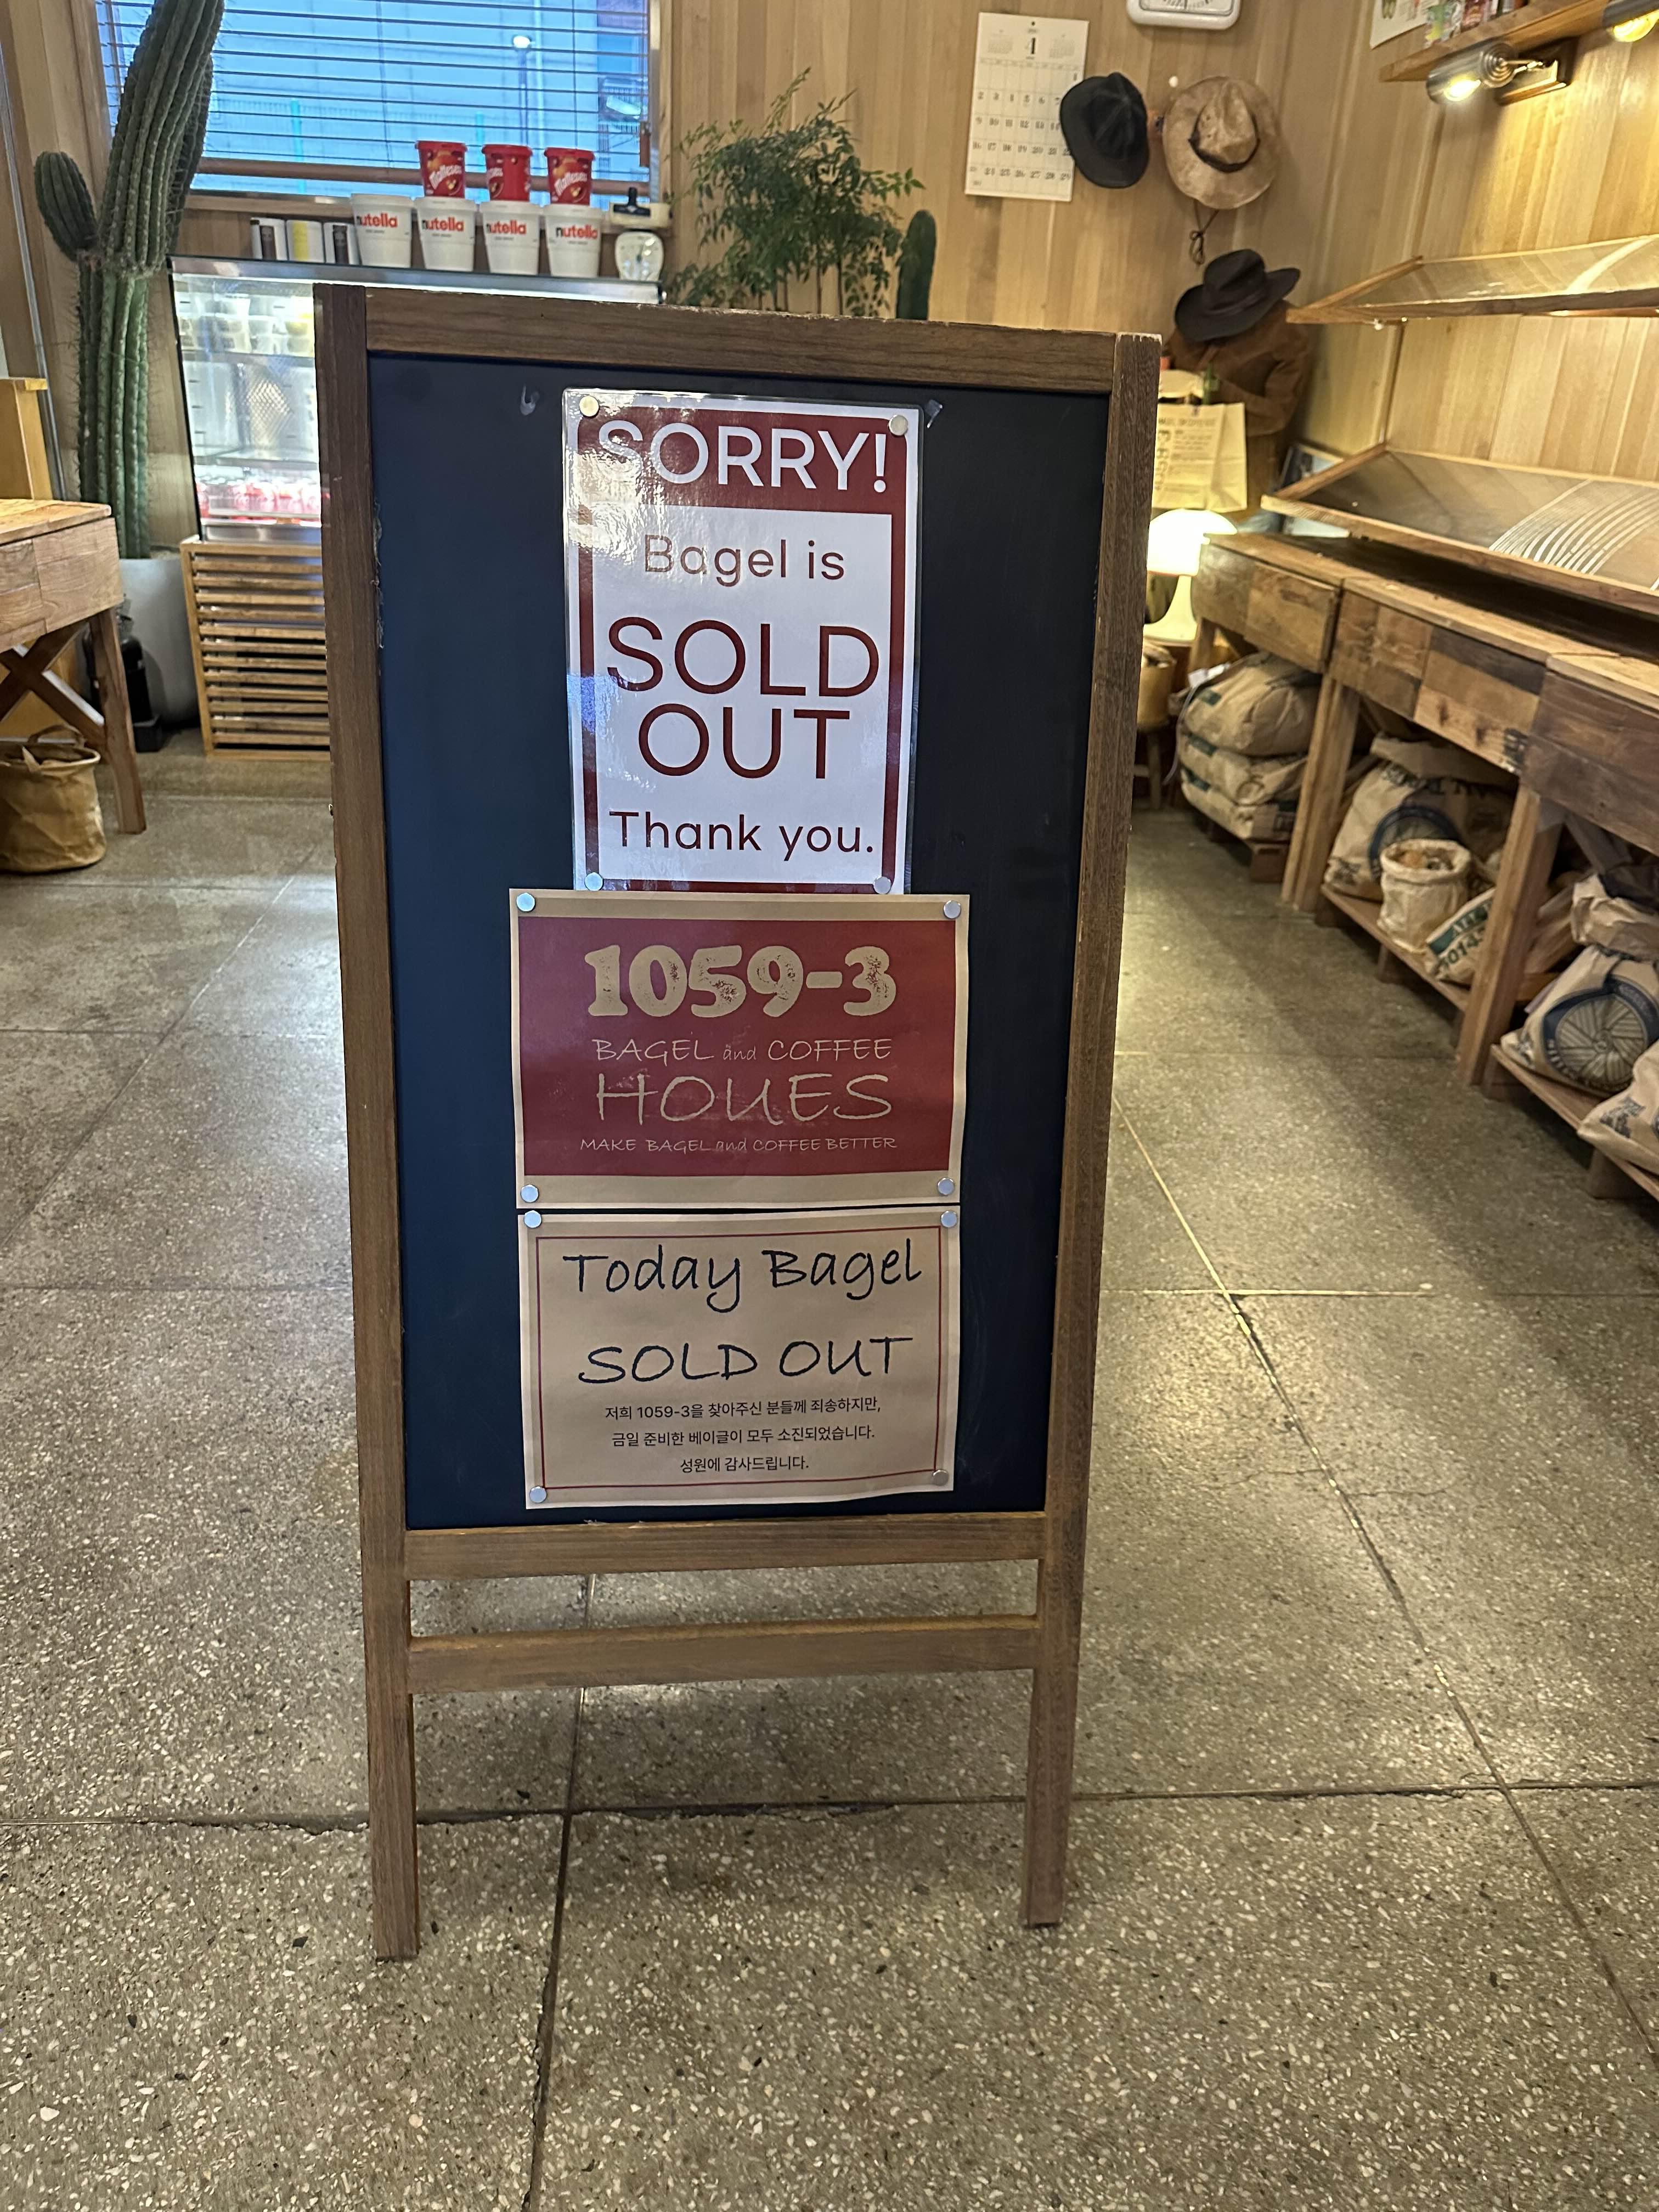 Maltesers
Maltesers
nutella
nutella
nutella
nutella
4
SORRY!
Bagel is
SOLD
OUT
Thank you.
1059-3
BAGEL and COFFEE
HOUES
MAKE BAGEL and COFFEE BETTER
Today Bagel
SOLD OUT
저희 1059-3을 찾아주신 분들께 죄송하지만,
금일 준비한 베이글이 모두 소진되었습니다.
성원에 감사드립니다.